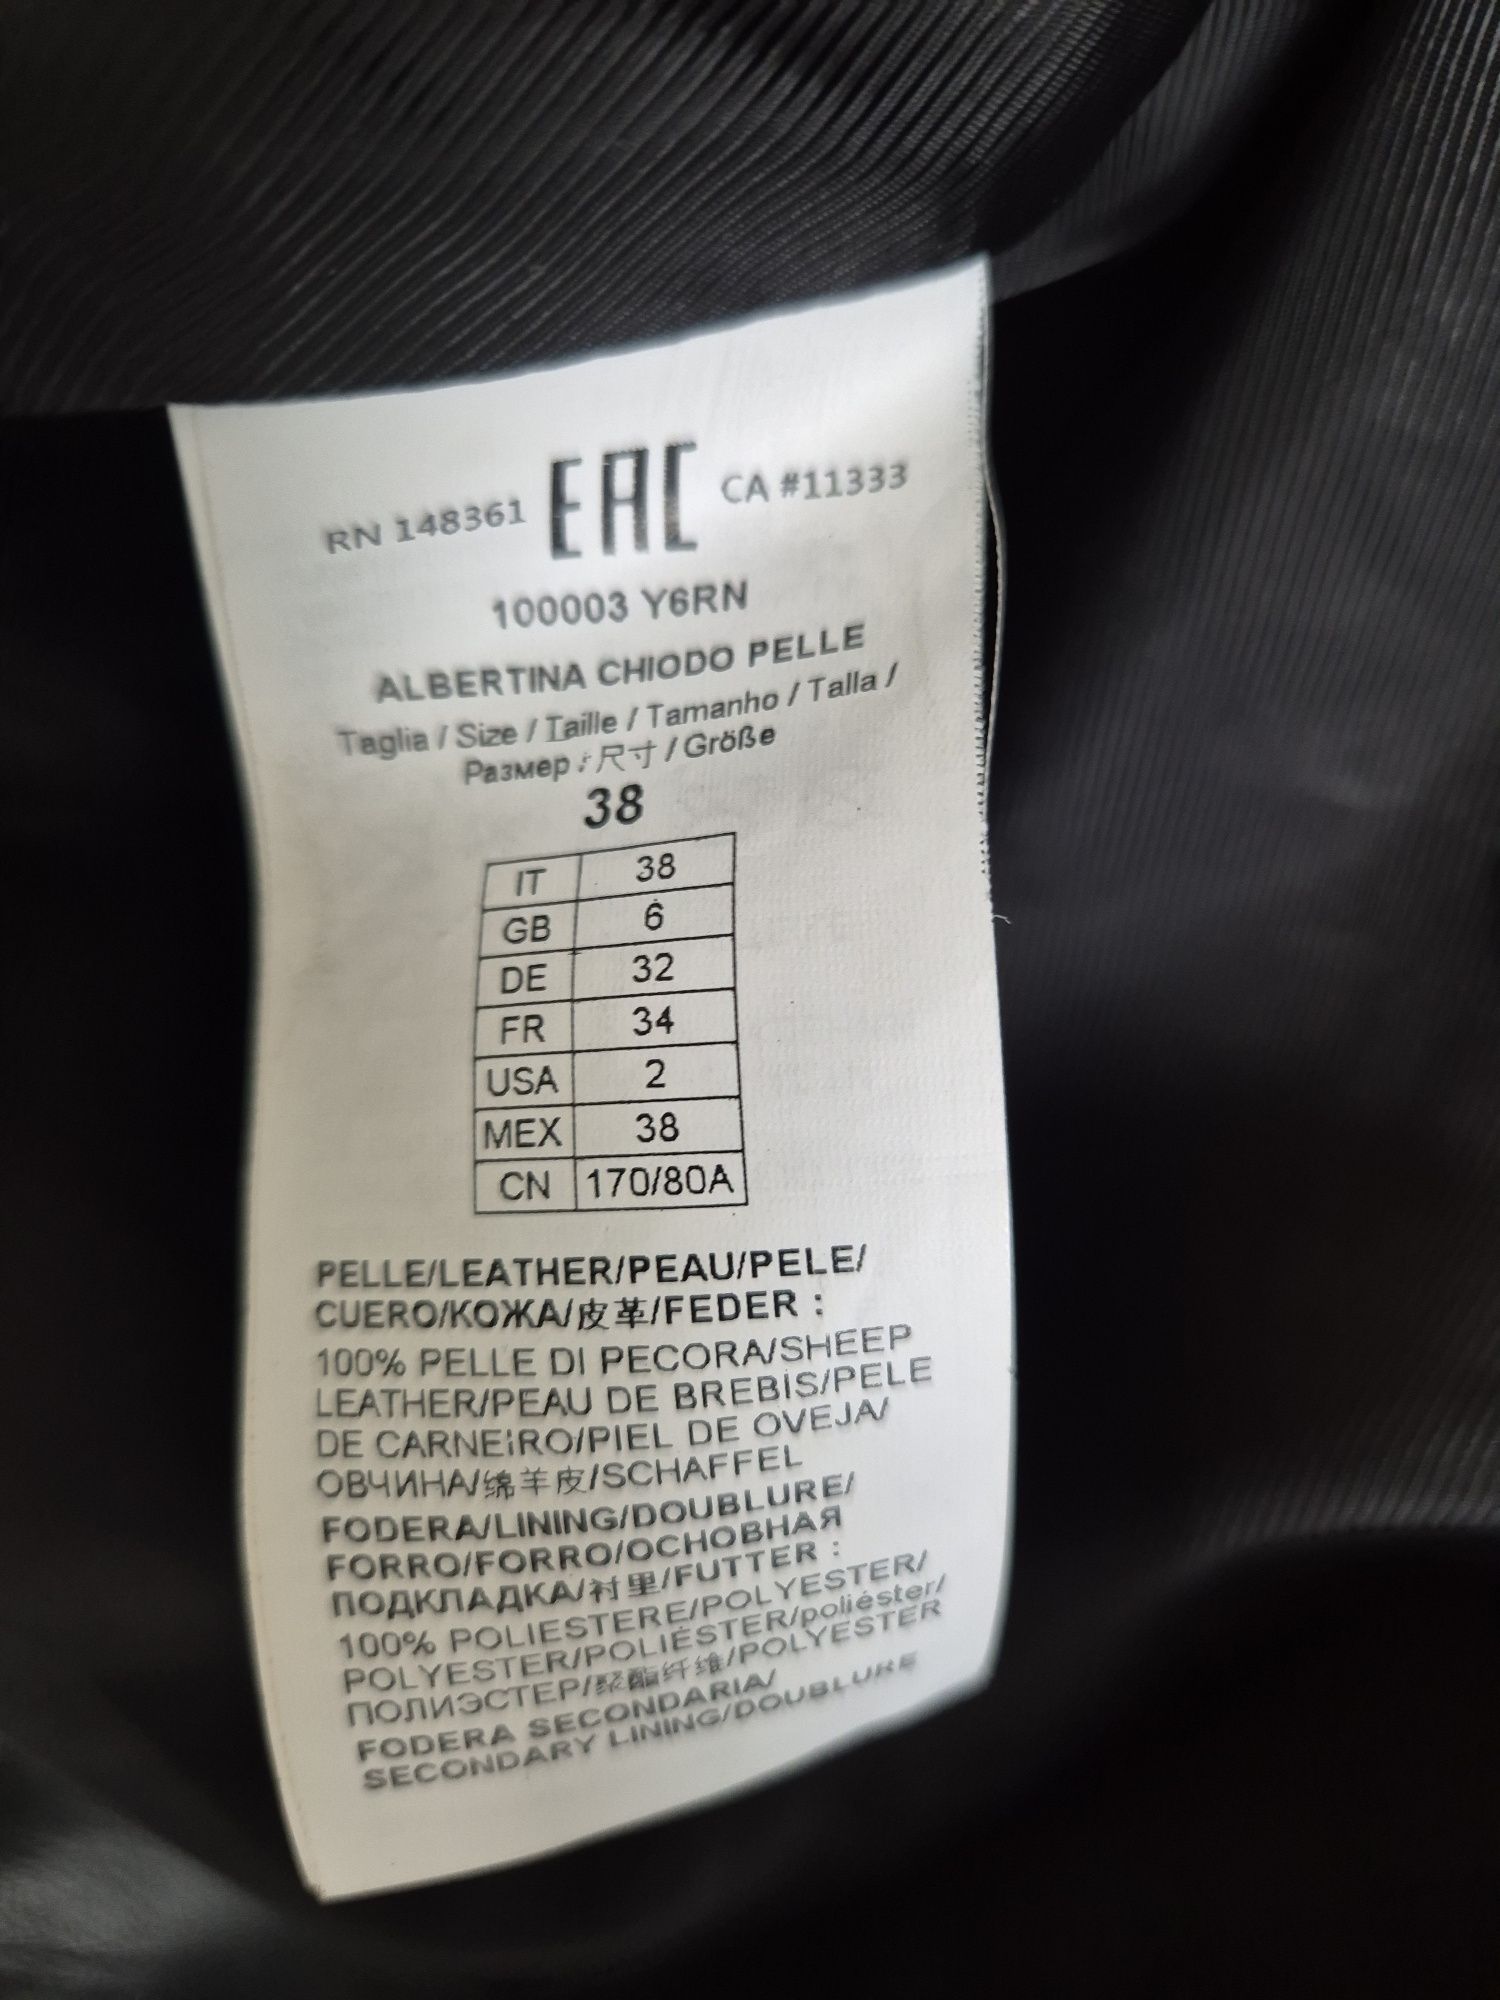 RN 148361 EAC CA #11333
100003 Y6RN
ALBERTINA CHIODO PELLE
Taglia / Size / Taille / Tamanho / Talla /
Размер / 尺寸 / Größe
38
IT 38
GB 6
DE 32
FR 34
USA 2
MEX 38
CN 170/80A
PELLE/LEATHER/PEAU/PELE/
CUERO/КОЖА/皮革/FEDER :
100% PELLE DI PECORA/SHEEP
LEATHER/PEAU DE BREBIS/PELE
DE CARNEIRO/PIEL DE OVEJA/
ОВЧИНА/绵羊皮/SCHAFFEL
FODERA/LINING/DOUBLURE/
FORRO/FORRO/ОСНОВНАЯ
ПОДКЛАДКА/衬里/FUTTER :
100% POLIESTERE/POLYESTER/
POLYESTER/POLIÉSTER/poliéster/
ПОЛИЭСТЕР/聚酯纤维/POLYESTER
FODERA SECONDARIA/
SECONDARY LINING/DOUBLURE